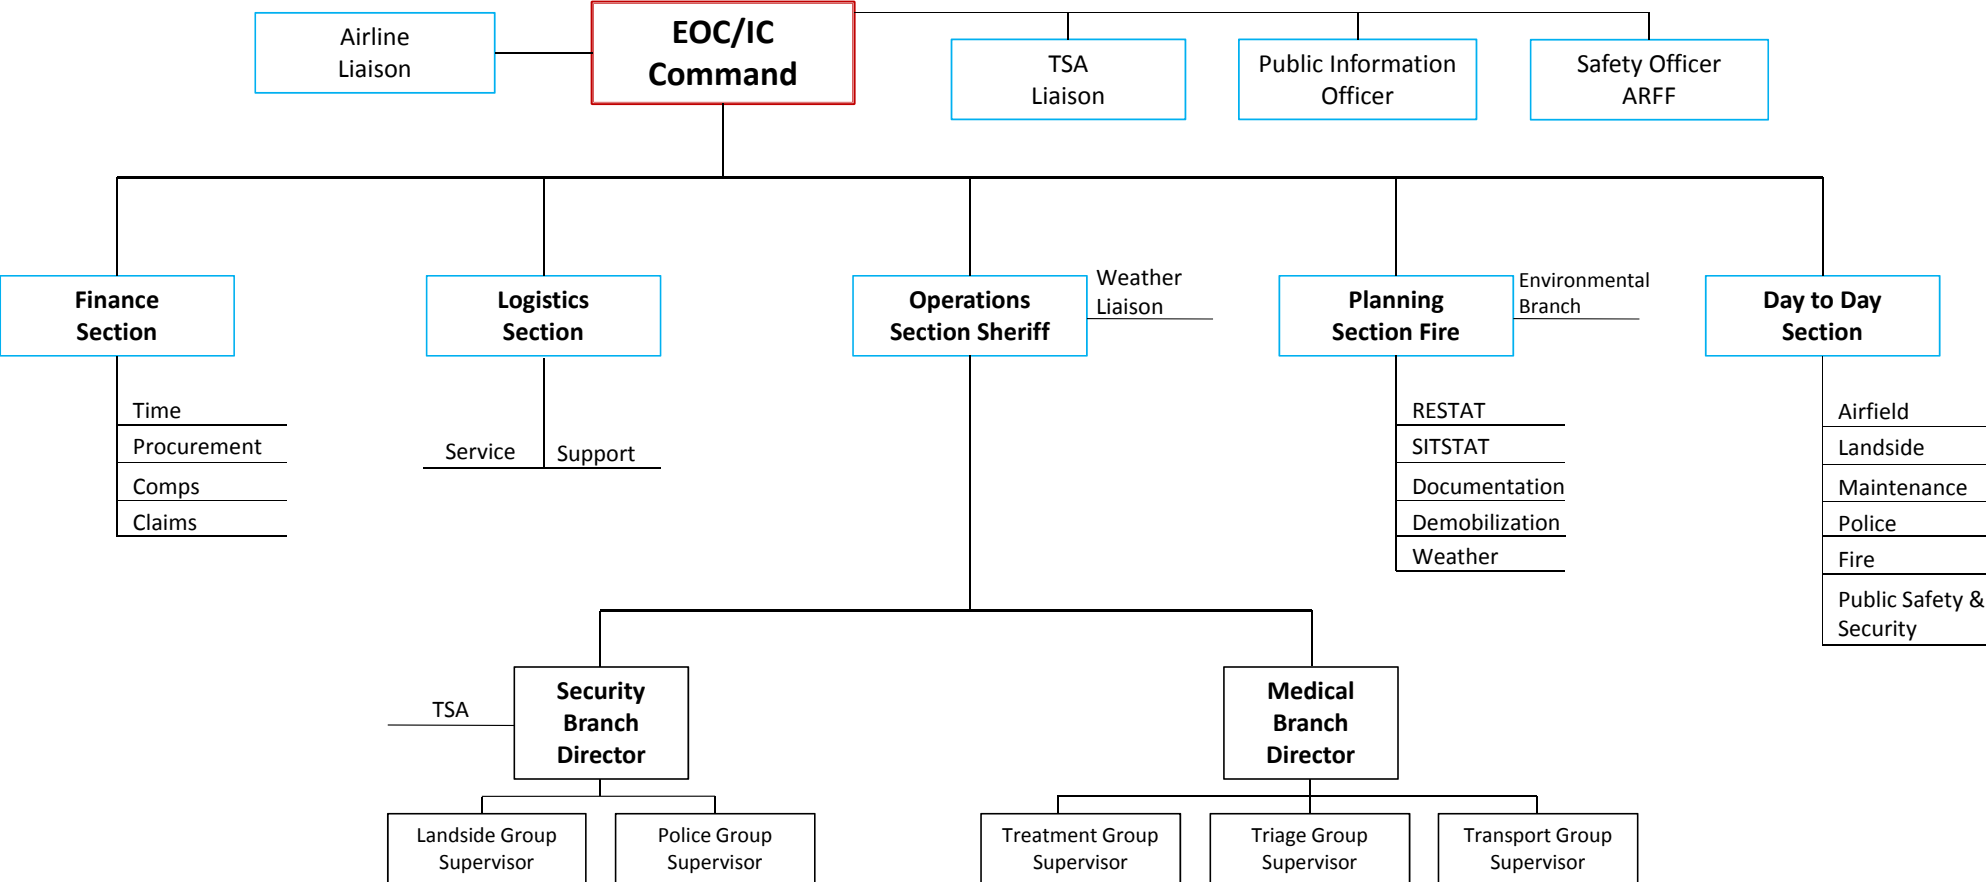 Airline
Liaison
EOC/IC
Command
TSA
Liaison
Public Information
Officer
Safety Officer
ARFF
Finance
Section
Logistics
Section
Operations
Section Sheriff
Weather
Liaison
Planning
Section Fire
Environmental
Branch
Day to Day
Section
Time
Procurement
Comps
Claims
Service
Support
RESTAT
SITSTAT
Documentation
Demobilization
Weather
Airfield
Landside
Maintenance
Police
Fire
Public Safety &
Security
TSA
Security
Branch
Director
Medical
Branch
Director
Landside Group
Supervisor
Police Group
Supervisor
Treatment Group
Supervisor
Triage Group
Supervisor
Transport Group
Supervisor